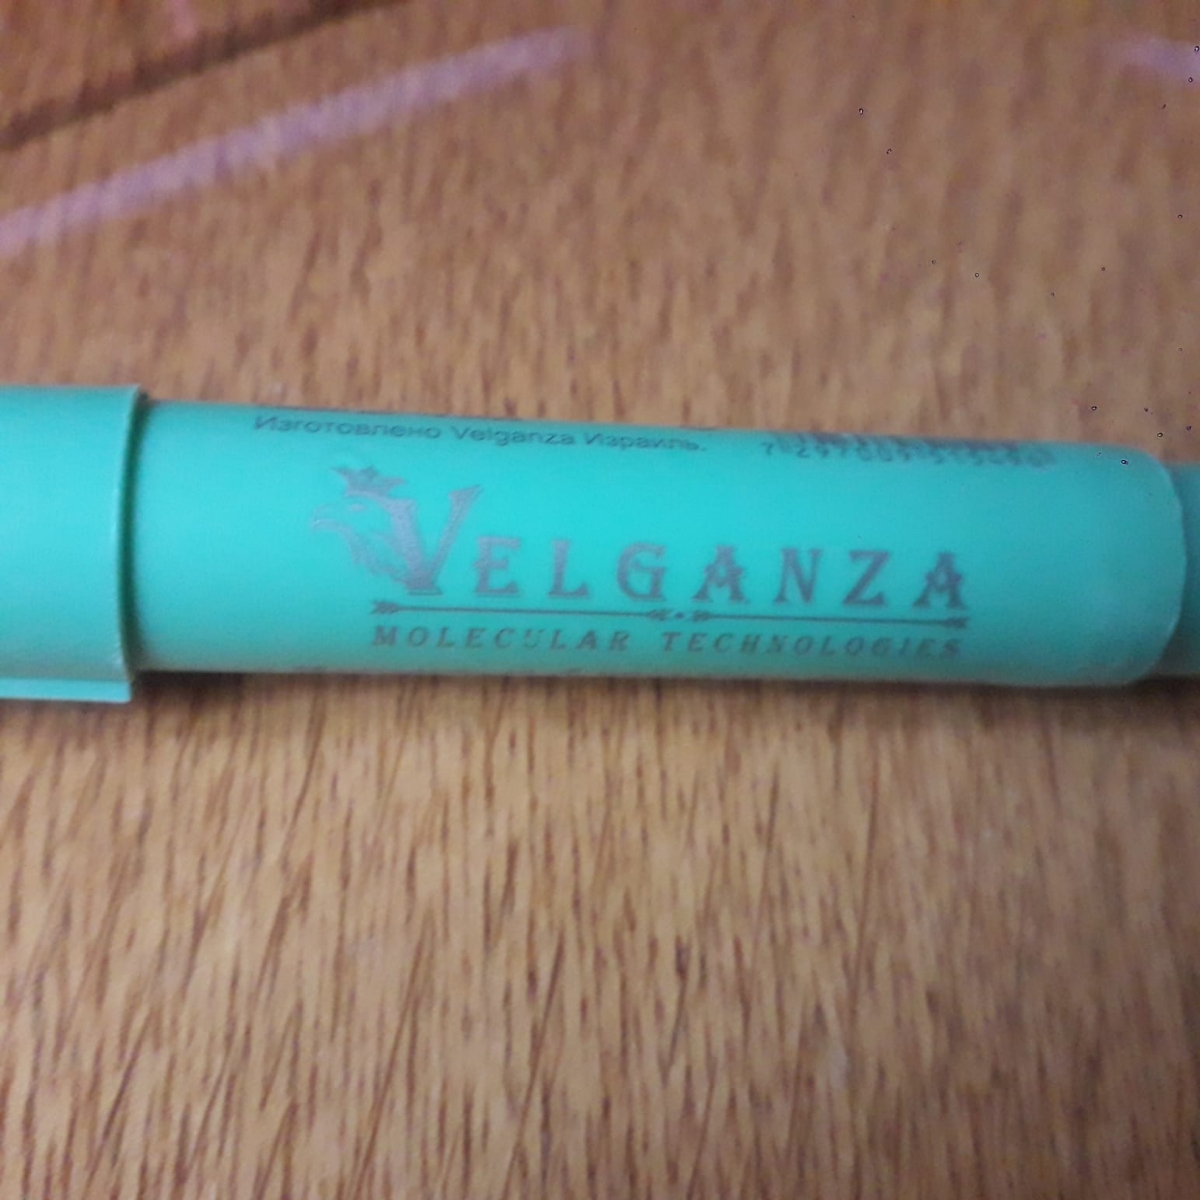 Изготовлено Velganza Израиль.
VELGANZA
MOLECULAR TECHNOLOGIES